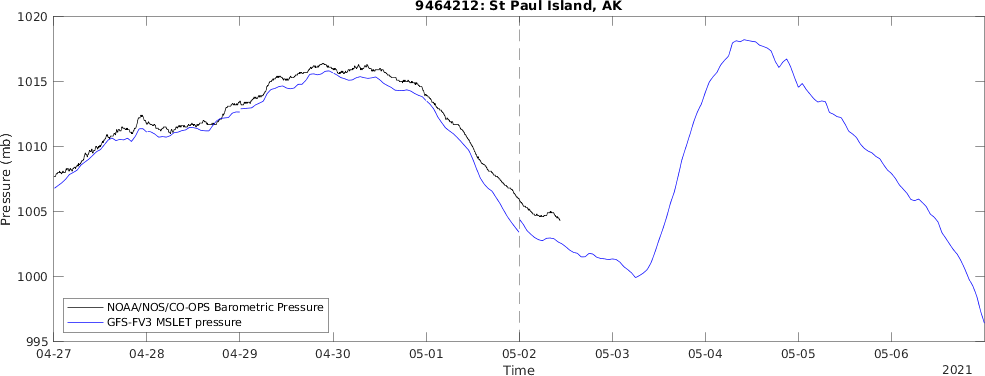 9464212: St Paul Island, AK
Pressure (mb)
1020
1015
1010
1005
1000
995
NOAA/NOS/CO-OPS Barometric Pressure
GFS-FV3 MSLET pressure
04-27 04-28 04-29 04-30 05-01 05-02 05-03 05-04 05-05 05-06
Time
2021